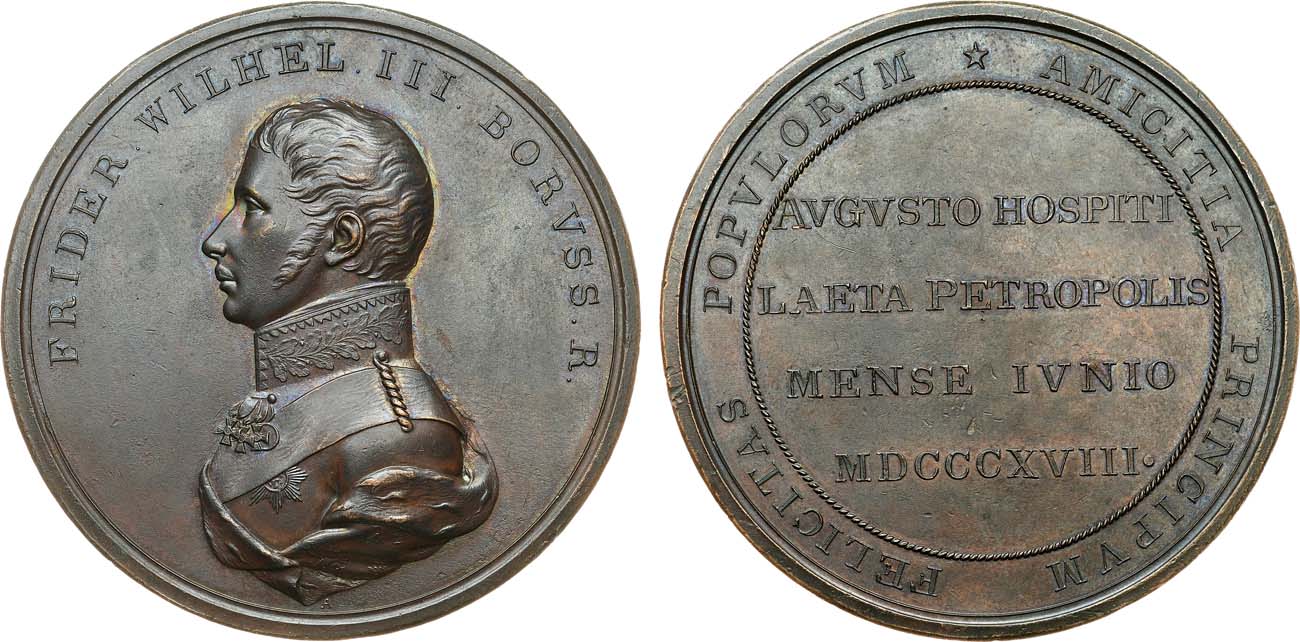 FRIDER. WILHEL. III BORVSS. R.
A
AMICITIA PRINCIPVM FELICITAS POPVLORVM
AVGVSTO HOSPITI
LAETA PETROPOLIS
MENSE IVNIO
MDCCCXVIII.